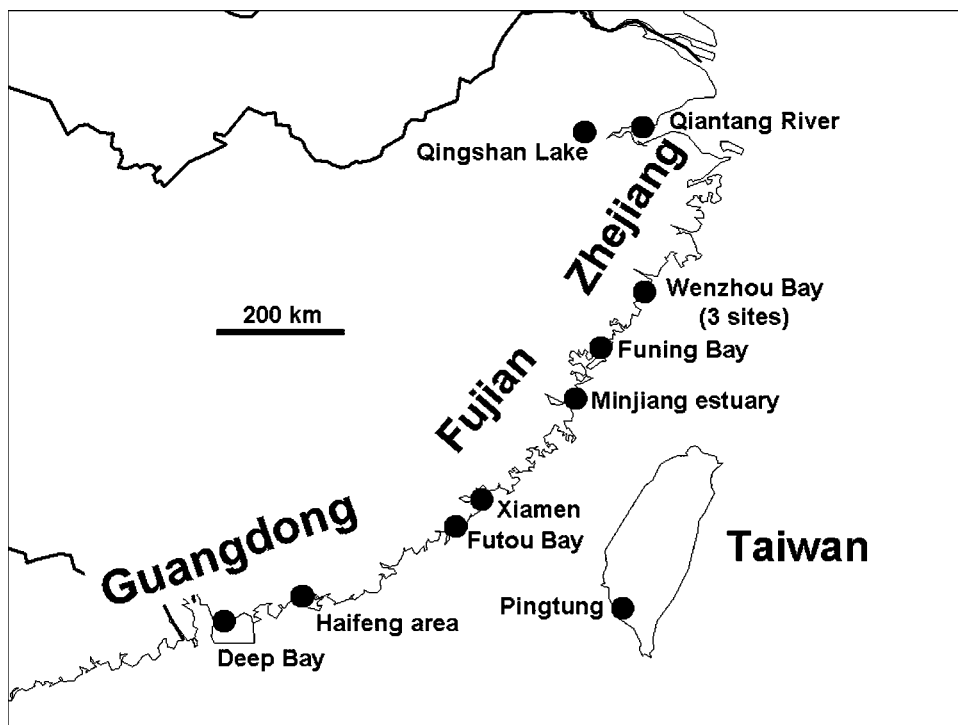 Qiantang River
Qingshan Lake
Zhejiang
Wenzhou Bay
(3 sites)
200 km
Funing Bay
Fujian
Minjiang estuary
Xiamen
Futou Bay
Taiwan
Guangdong
Pingtung
Haifeng area
Deep Bay